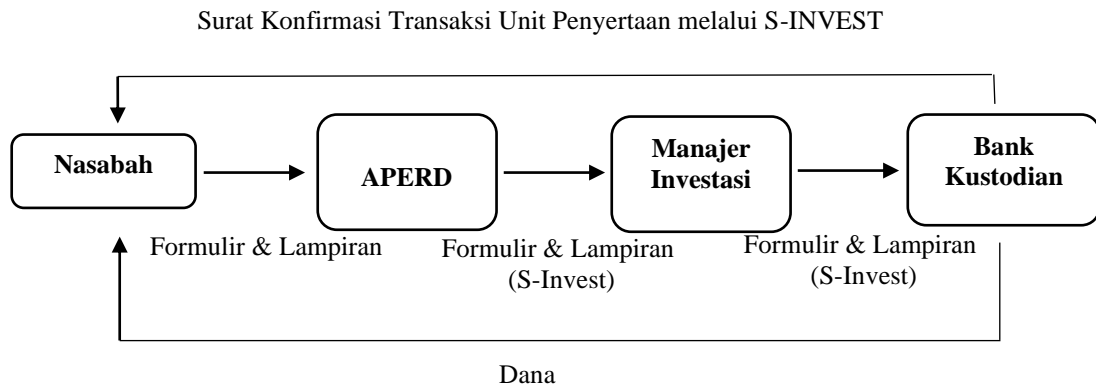 Surat Konfirmasi Transaksi Unit Penyertaan melalui S-INVEST
Nasabah
APERD
Manajer
Investasi
Bank
Kustodian
Formulir & Lampiran
Formulir & Lampiran
(S-Invest)
Formulir & Lampiran
(S-Invest)
Dana